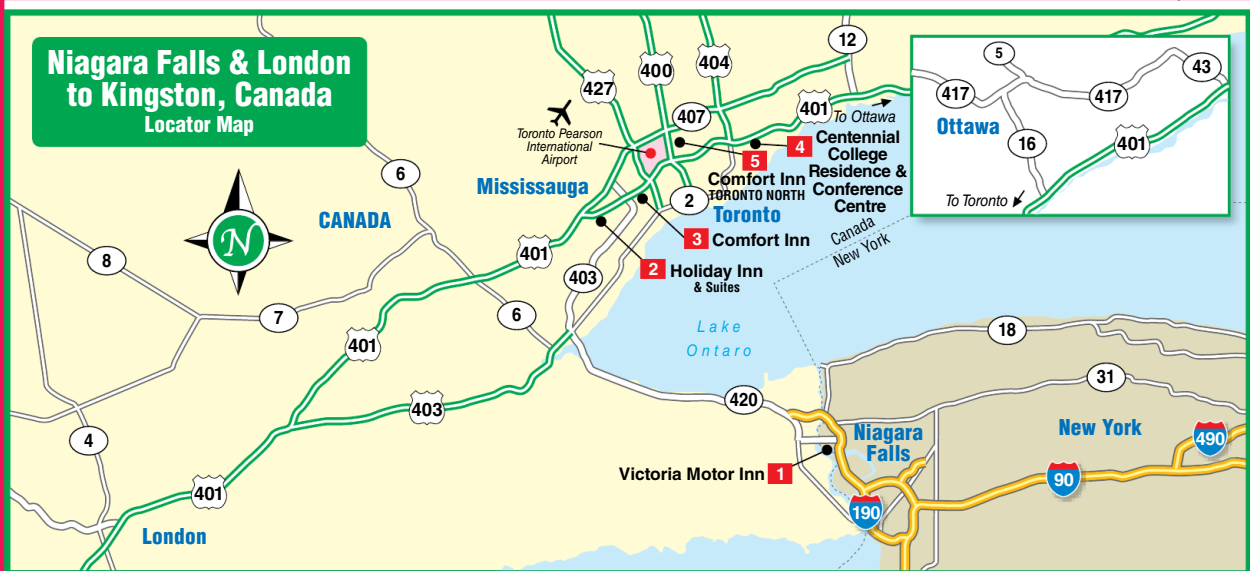 Niagara Falls & London
to Kingston, Canada
Locator Map
427
400
404
12
407
401
To Ottawa
Toronto Pearson
International
Airport
5
4
Centennial
College
Residence &
Conference
Centre
Comfort Inn
TORONTO NORTH
Mississauga
2
Toronto
3 Comfort Inn
2 Holiday Inn
& Suites
Canada
New York
CANADA
N
6
8
7
401
403
6
401
403
4
401
London
Lake
Ontaro
420
Victoria Motor Inn 1
Niagara
Falls
190
18
31
New York
490
90
5
43
417
417
Ottawa
16
401
To Toronto